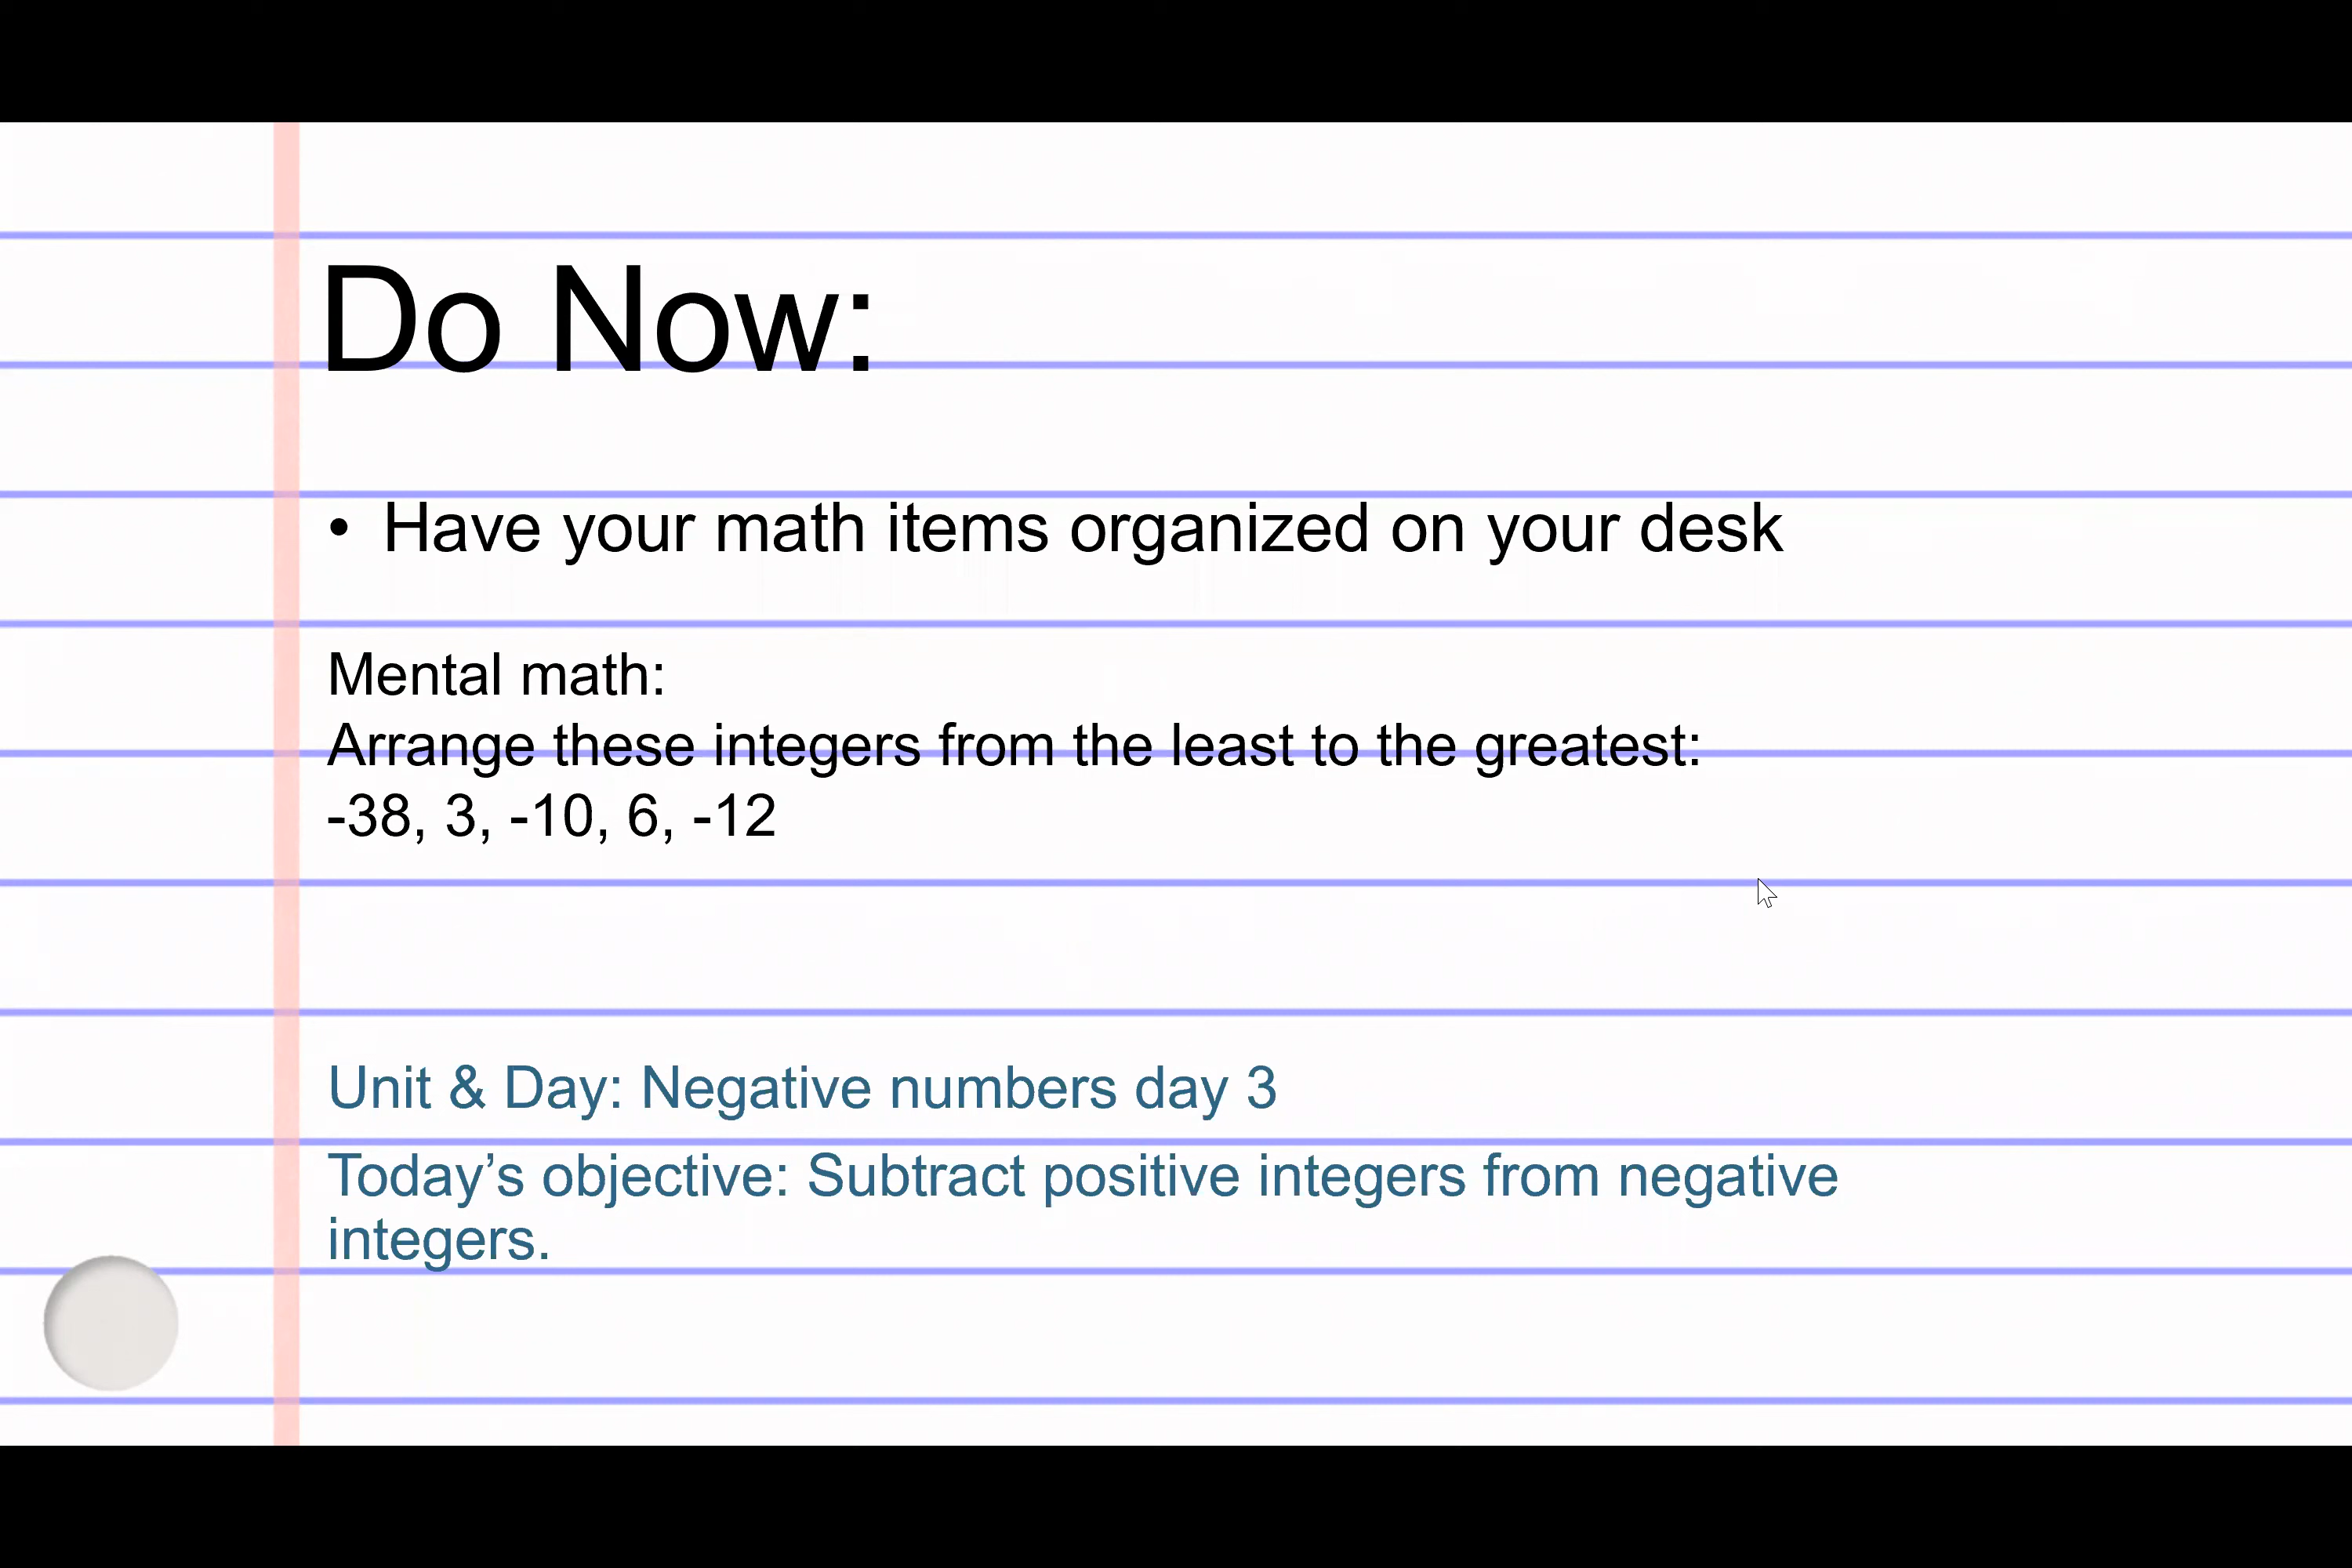 Do Now:
• Have your math items organized on your desk
Mental math:
Arrange these integers from the least to the greatest:
-38, 3, -10, 6, -12
Unit & Day: Negative numbers day 3
Today’s objective: Subtract positive integers from negative
integers.